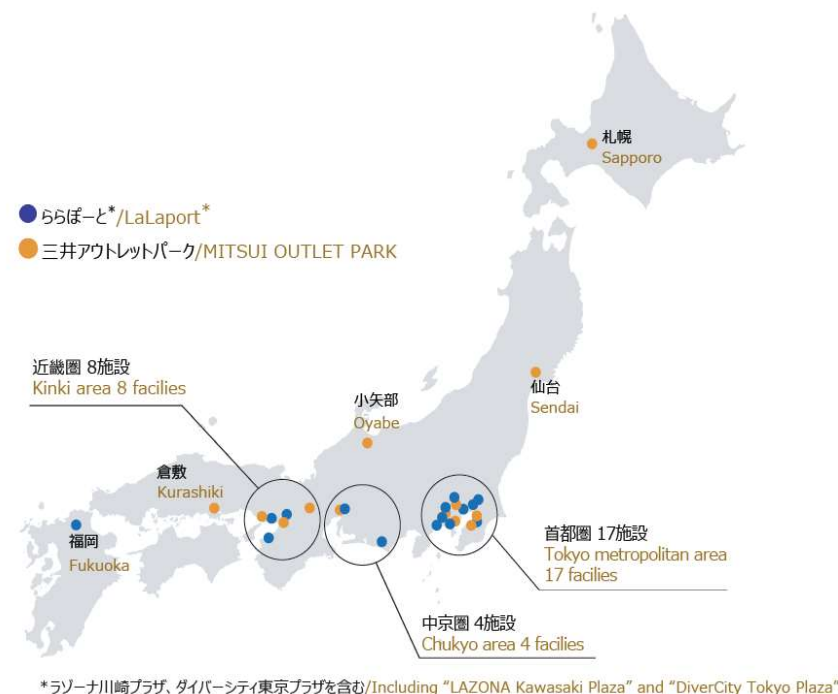 札幌
Sapporo
ららぽーと*/LaLaport*
三井アウトレットパーク/MITSUI OUTLET PARK
近畿圏 8施設
Kinki area 8 facilies
小矢部
Oyabe
仙台
Sendai
倉敷
Kurashiki
福岡
Fukuoka
首都圏 17施設
Tokyo metropolitan area
17 facilies
中京圏 4施設
Chukyo area 4 facilies
*ラゾーナ川崎プラザ、ダイバーシティ東京プラザを含む/Including “LAZONA Kawasaki Plaza” and “DiverCity Tokyo Plaza”